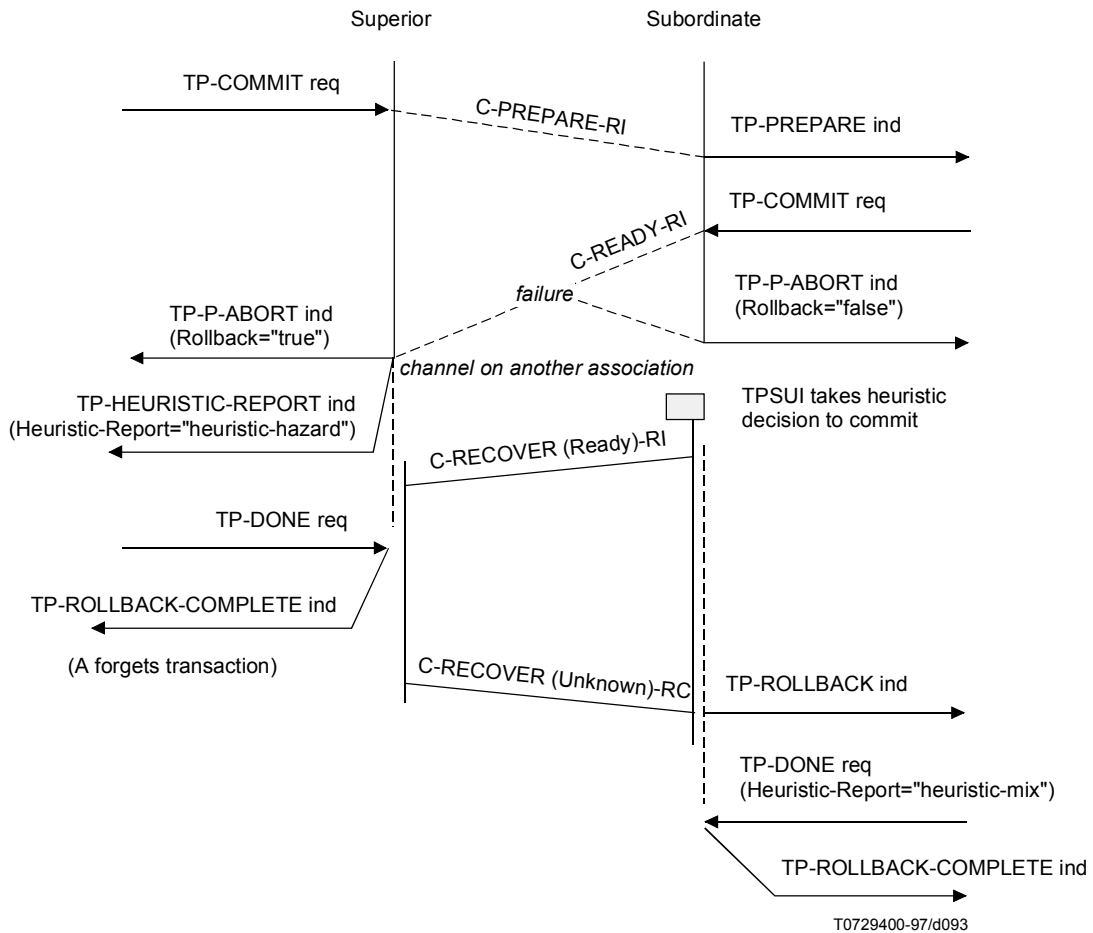 Superior
Subordinate
TP-COMMIT req
C-PREPARE-RI
TP-PREPARE ind
TP-COMMIT req
C-READY-RI
failure
TP-P-ABORT ind
(Rollback="false")
TP-P-ABORT ind
(Rollback="true")
channel on another association
TP-HEURISTIC-REPORT ind
(Heuristic-Report="heuristic-hazard")
TPSUI takes heuristic
decision to commit
C-RECOVER (Ready)-RI
TP-DONE req
TP-ROLLBACK-COMPLETE ind
(A forgets transaction)
C-RECOVER (Unknown)-RC
TP-ROLLBACK ind
TP-DONE req
(Heuristic-Report="heuristic-mix")
TP-ROLLBACK-COMPLETE ind
T0729400-97/d093